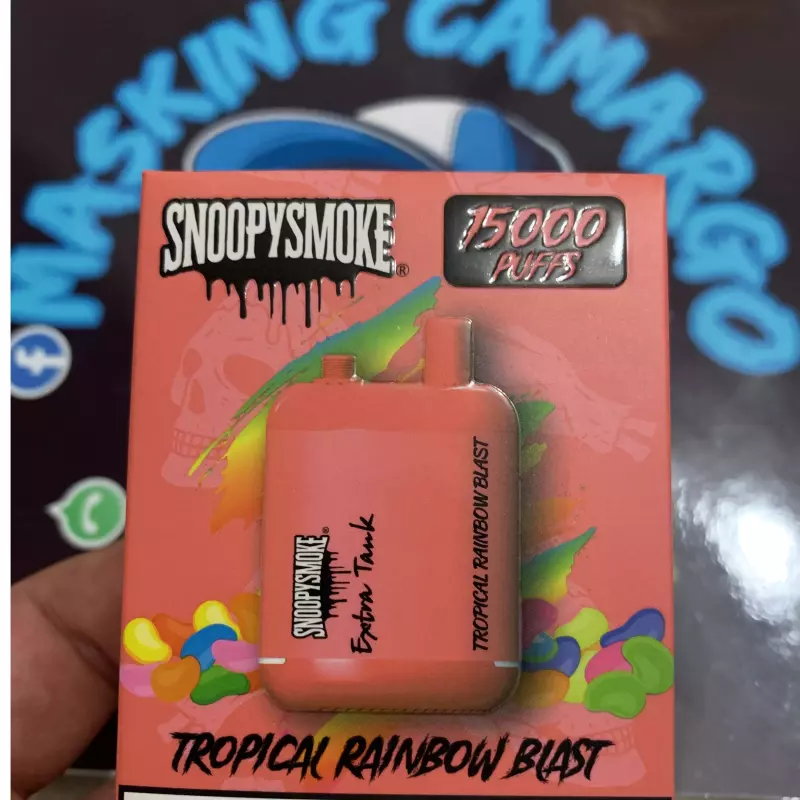 MASKING CAMARGO
SNOOPYSMOKE®
15000
PUFFS
SNOOPYSMOKE®
Extra Tank
TROPICAL RAINBOW BLAST
TROPICAL RAINBOW BLAST